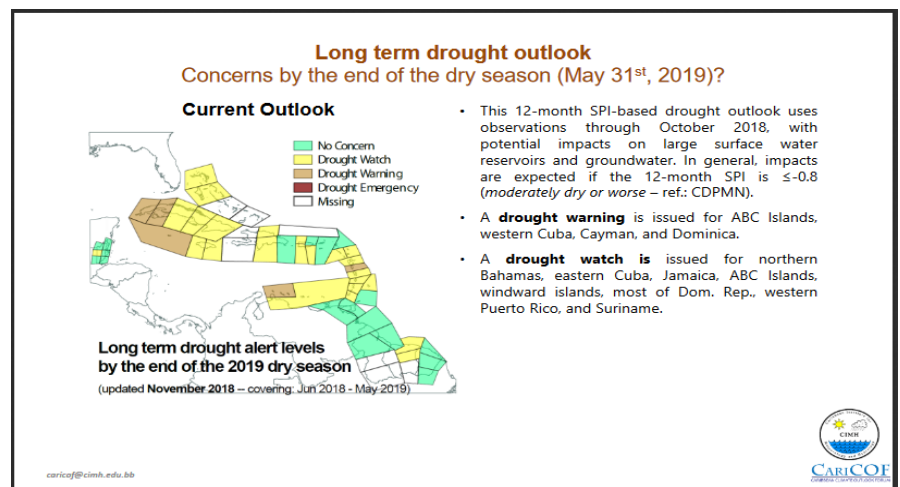 Long term drought outlook
Concerns by the end of the dry season (May 31st, 2019)?
Current Outlook
No Concern
Drought Watch
Drought Warning
Drought Emergency
Missing
Long term drought alert levels
by the end of the 2019 dry season
(updated November 2018 – covering: Jun 2018 - May 2019)
• This 12-month SPI-based drought outlook uses
observations through October 2018, with
potential impacts on large surface water
reservoirs and groundwater. In general, impacts
are expected if the 12-month SPI is ≤-0.8
(moderately dry or worse – ref.: CDPMN).
• A drought warning is issued for ABC Islands,
western Cuba, Cayman, and Dominica.
• A drought watch is issued for northern
Bahamas, eastern Cuba, Jamaica, ABC Islands,
windward islands, most of Dom. Rep., western
Puerto Rico, and Suriname.
CIMH
CARICOF
CARIBBEAN CLIMATE OUTLOOK FORUM
caricof@cimh.edu.bb